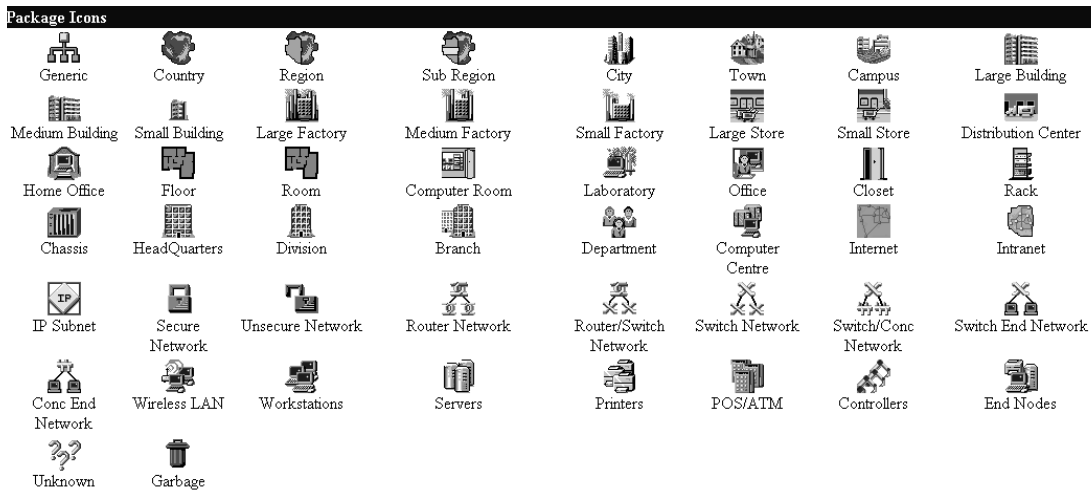 Package Icons
Generic Country Region Sub Region City Town Campus Large Building
Medium Building Small Building Large Factory Medium Factory Small Factory Large Store Small Store Distribution Center
Home Office Floor Room Computer Room Laboratory Office Closet Rack
Chassis HeadQuarters Division Branch Department Computer Internet Intranet
Centre
IP
IP Subnet Secure Unsecure Network Router Network Router/Switch Switch Network Switch/Conc Switch End Network
Network Network Network
Conc End Wireless LAN Workstations Servers Printers POS/ATM Controllers End Nodes
Network
Unknown Garbage